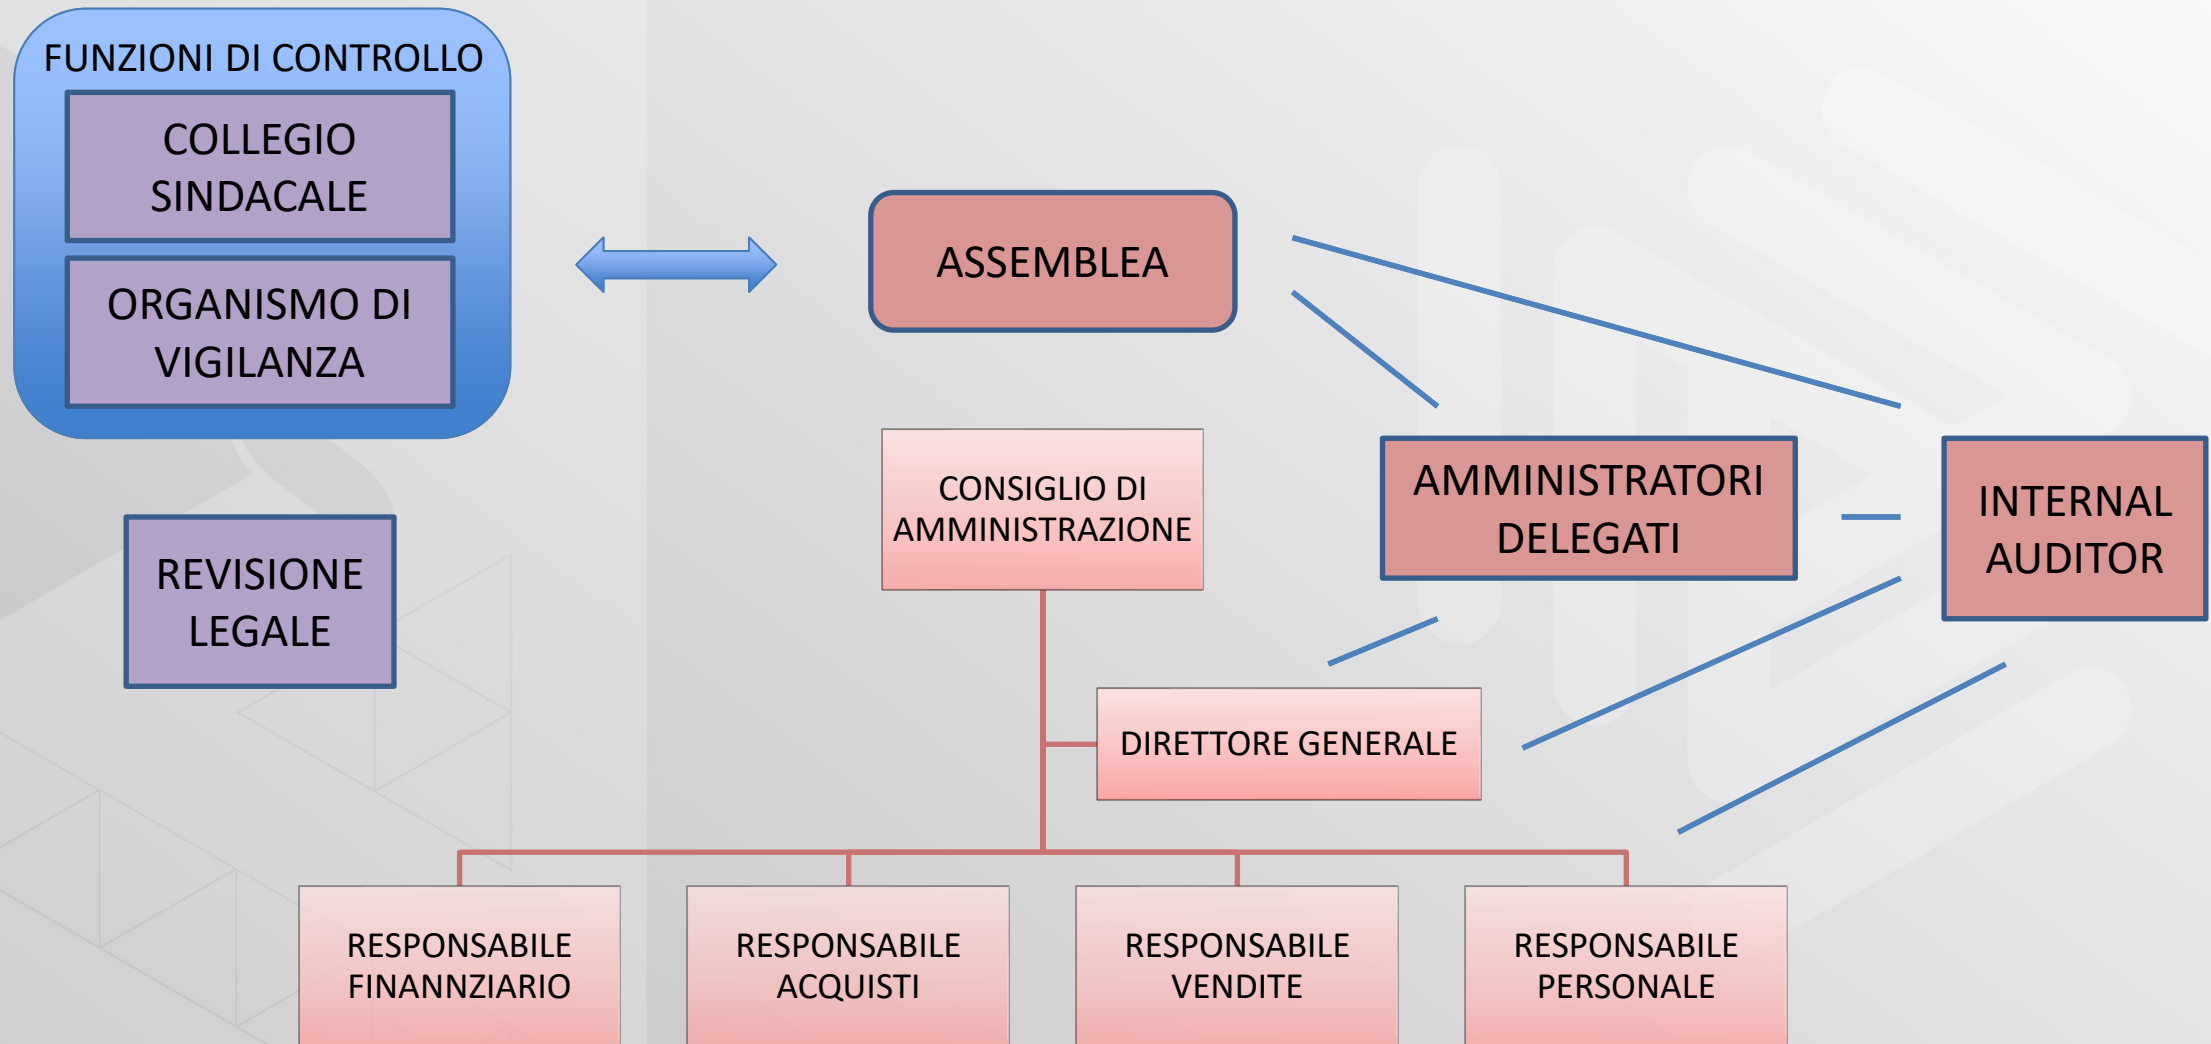 FUNZIONI DI CONTROLLO
COLLEGIO
SINDACALE
ORGANISMO DI
VIGILANZA
REVISIONE
LEGALE
ASSEMBLEA
CONSIGLIO DI
AMMINISTRAZIONE
AMMINISTRATORI
DELEGATI
INTERNAL
AUDITOR
DIRETTORE GENERALE
RESPONSABILE
FINANNZIARIO
RESPONSABILE
ACQUISTI
RESPONSABILE
VENDITE
RESPONSABILE
PERSONALE